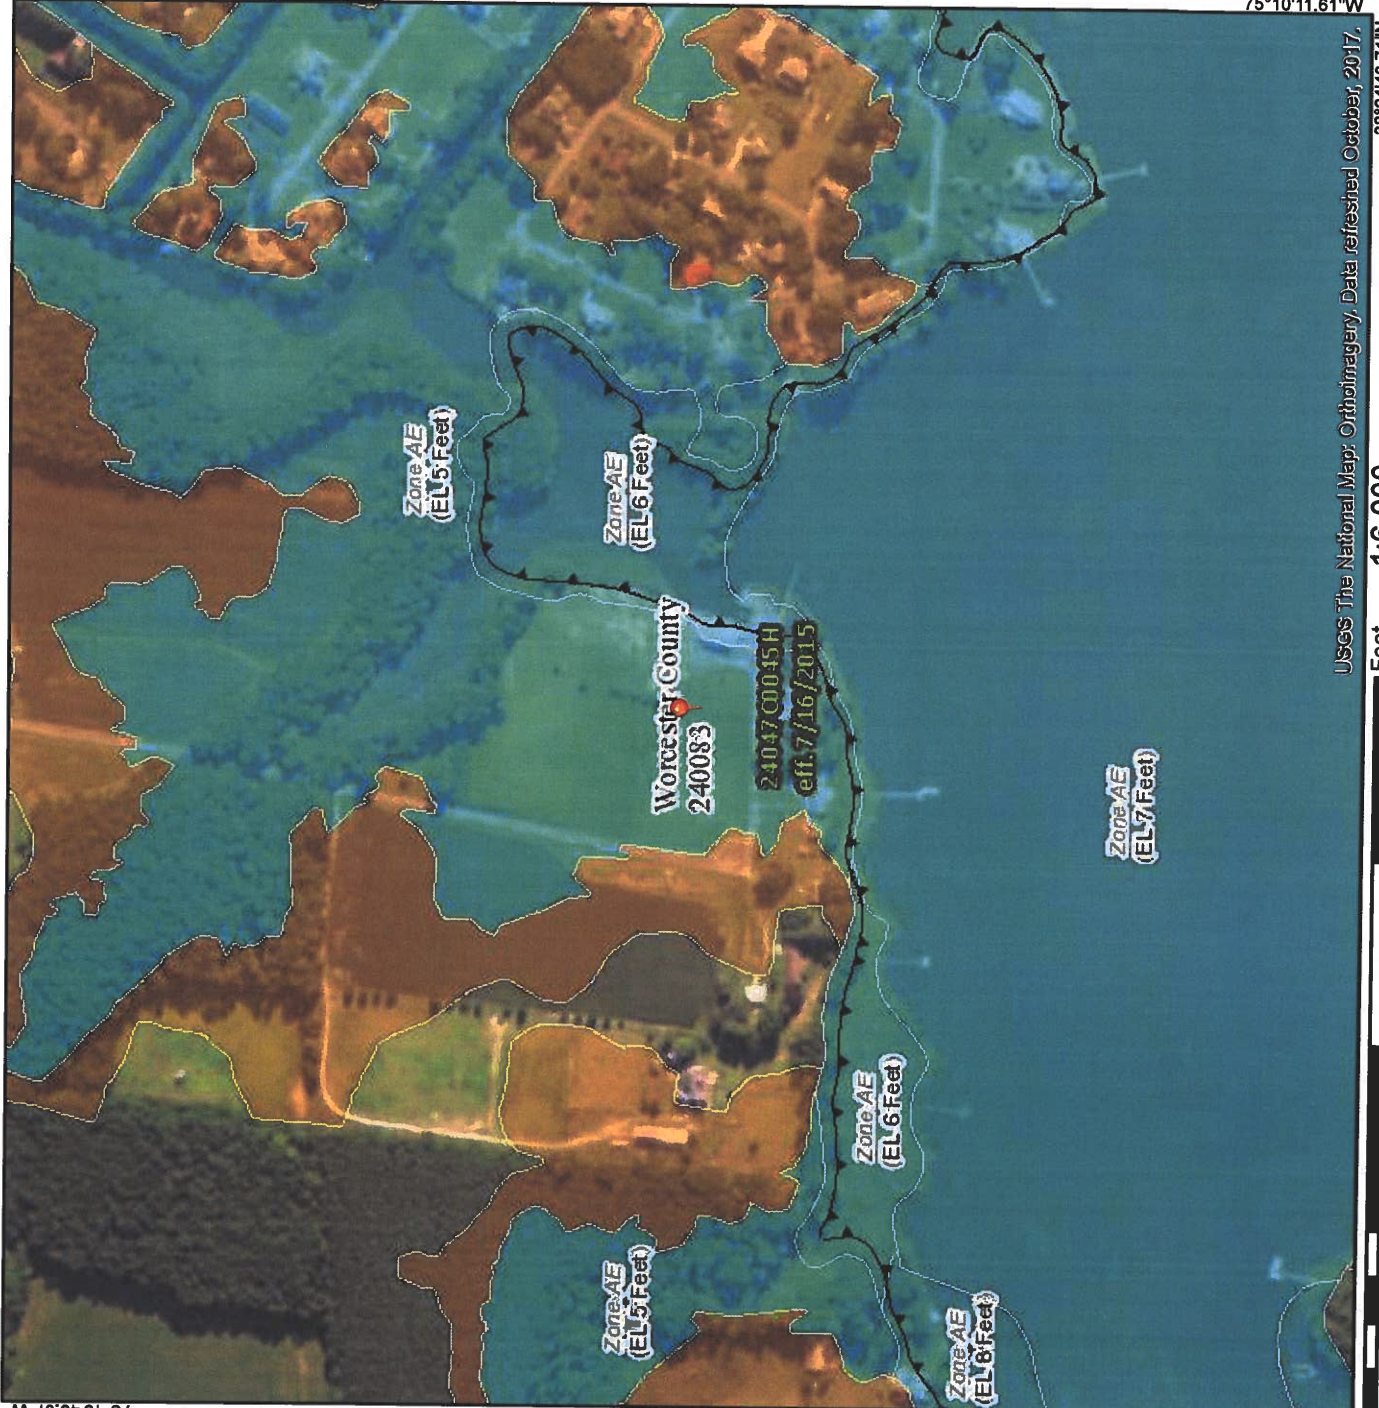 75°10'11.61"W
Zone AE
(EL 5 Feet)
Zone AE
(EL 6 Feet)
Worcester County
240083
24047C0045H
eff.7/16/2015
Zone AE
(EL 7 Feet)
Zone AE
(EL 6 Feet)
Zone AE
(EL 5 Feet)
Zone AE
(EL 8 Feet)
USGS The National Map: Orthoimagery. Data refreshed October, 2017.
Feet